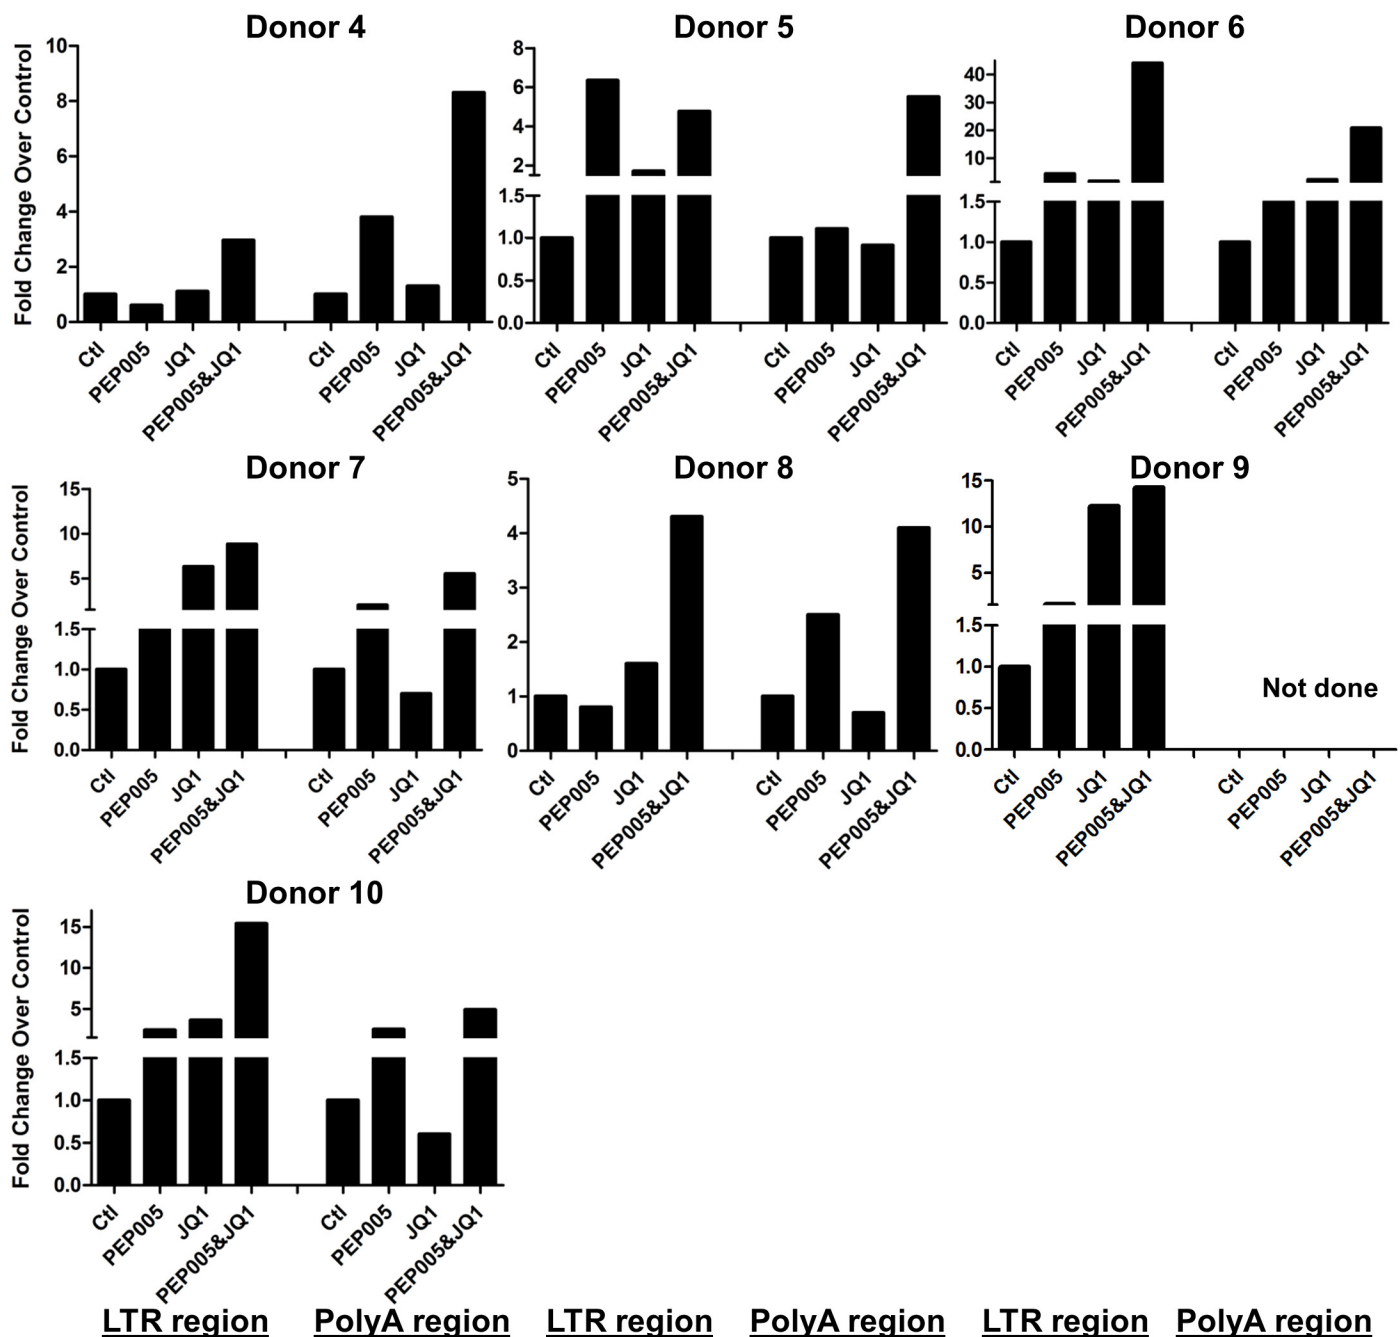 Donor 4
Fold Change Over Control
10
8
6
4
2
0
Ctl
PEP005
JQ1
PEP005&JQ1
Ctl
PEP005
JQ1
PEP005&JQ1
Donor 5
8
6
4
2
1.5
1.0
0.5
0.0
Ctl
PEP005
JQ1
PEP005&JQ1
Ctl
PEP005
JQ1
PEP005&JQ1
Donor 6
40
30
20
10
1.5
1.0
0.5
0.0
Ctl
PEP005
JQ1
PEP005&JQ1
Ctl
PEP005
JQ1
PEP005&JQ1
Donor 7
Fold Change Over Control
15
10
5
1.5
1.0
0.5
0.0
Ctl
PEP005
JQ1
PEP005&JQ1
Ctl
PEP005
JQ1
PEP005&JQ1
Donor 8
5
4
3
2
1
0
Ctl
PEP005
JQ1
PEP005&JQ1
Ctl
PEP005
JQ1
PEP005&JQ1
Donor 9
15
10
5
1.5
1.0
0.5
0.0
Not done
Ctl
PEP005
JQ1
PEP005&JQ1
Ctl
PEP005
JQ1
PEP005&JQ1
Donor 10
Fold Change Over Control
15
10
5
1.5
1.0
0.5
0.0
Ctl
PEP005
JQ1
PEP005&JQ1
Ctl
PEP005
JQ1
PEP005&JQ1
LTR region PolyA region LTR region PolyA region LTR region PolyA region